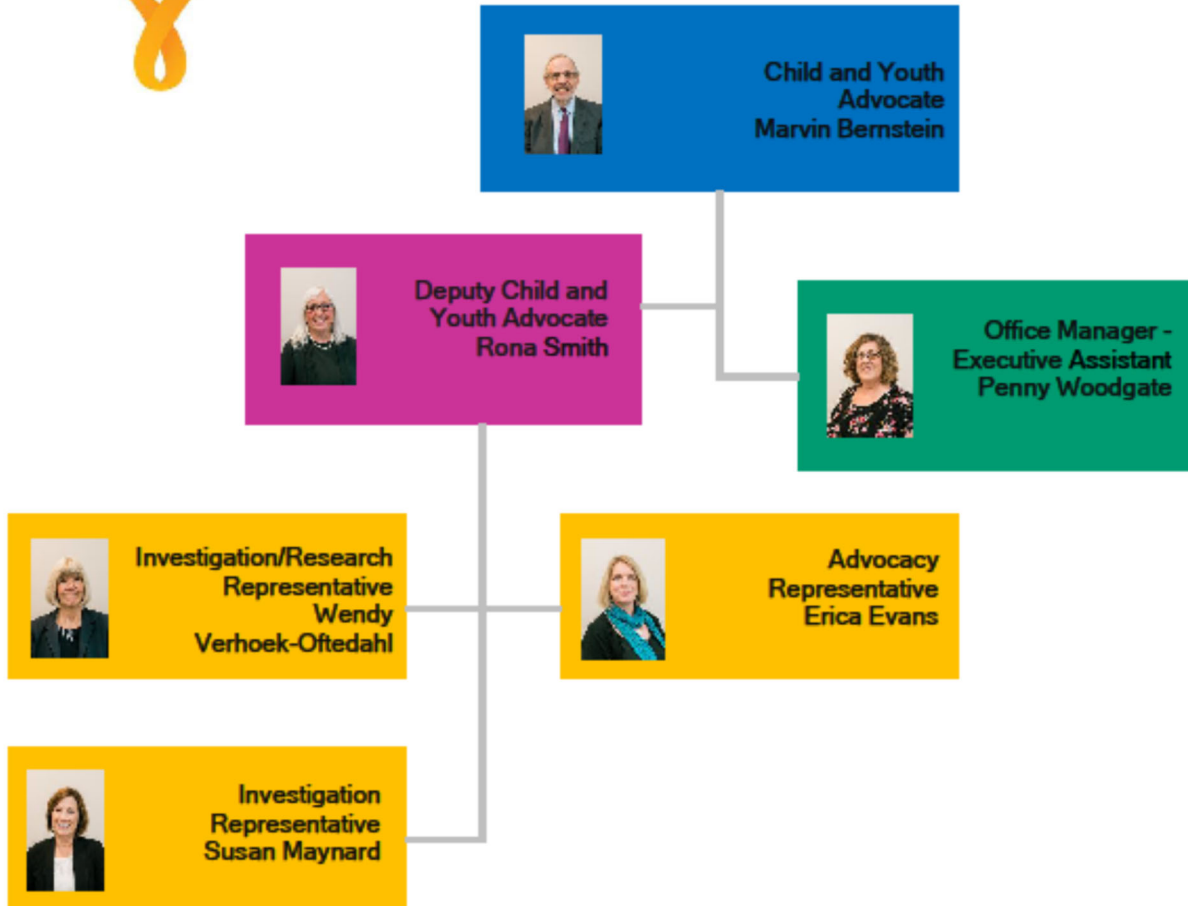 Child and Youth
Advocate
Marvin Bernstein
Deputy Child and
Youth Advocate
Rona Smith
Office Manager -
Executive Assistant
Penny Woodgate
Investigation/Research
Representative
Wendy
Verhoek-Oftedahl
Advocacy
Representative
Erica Evans
Investigation
Representative
Susan Maynard